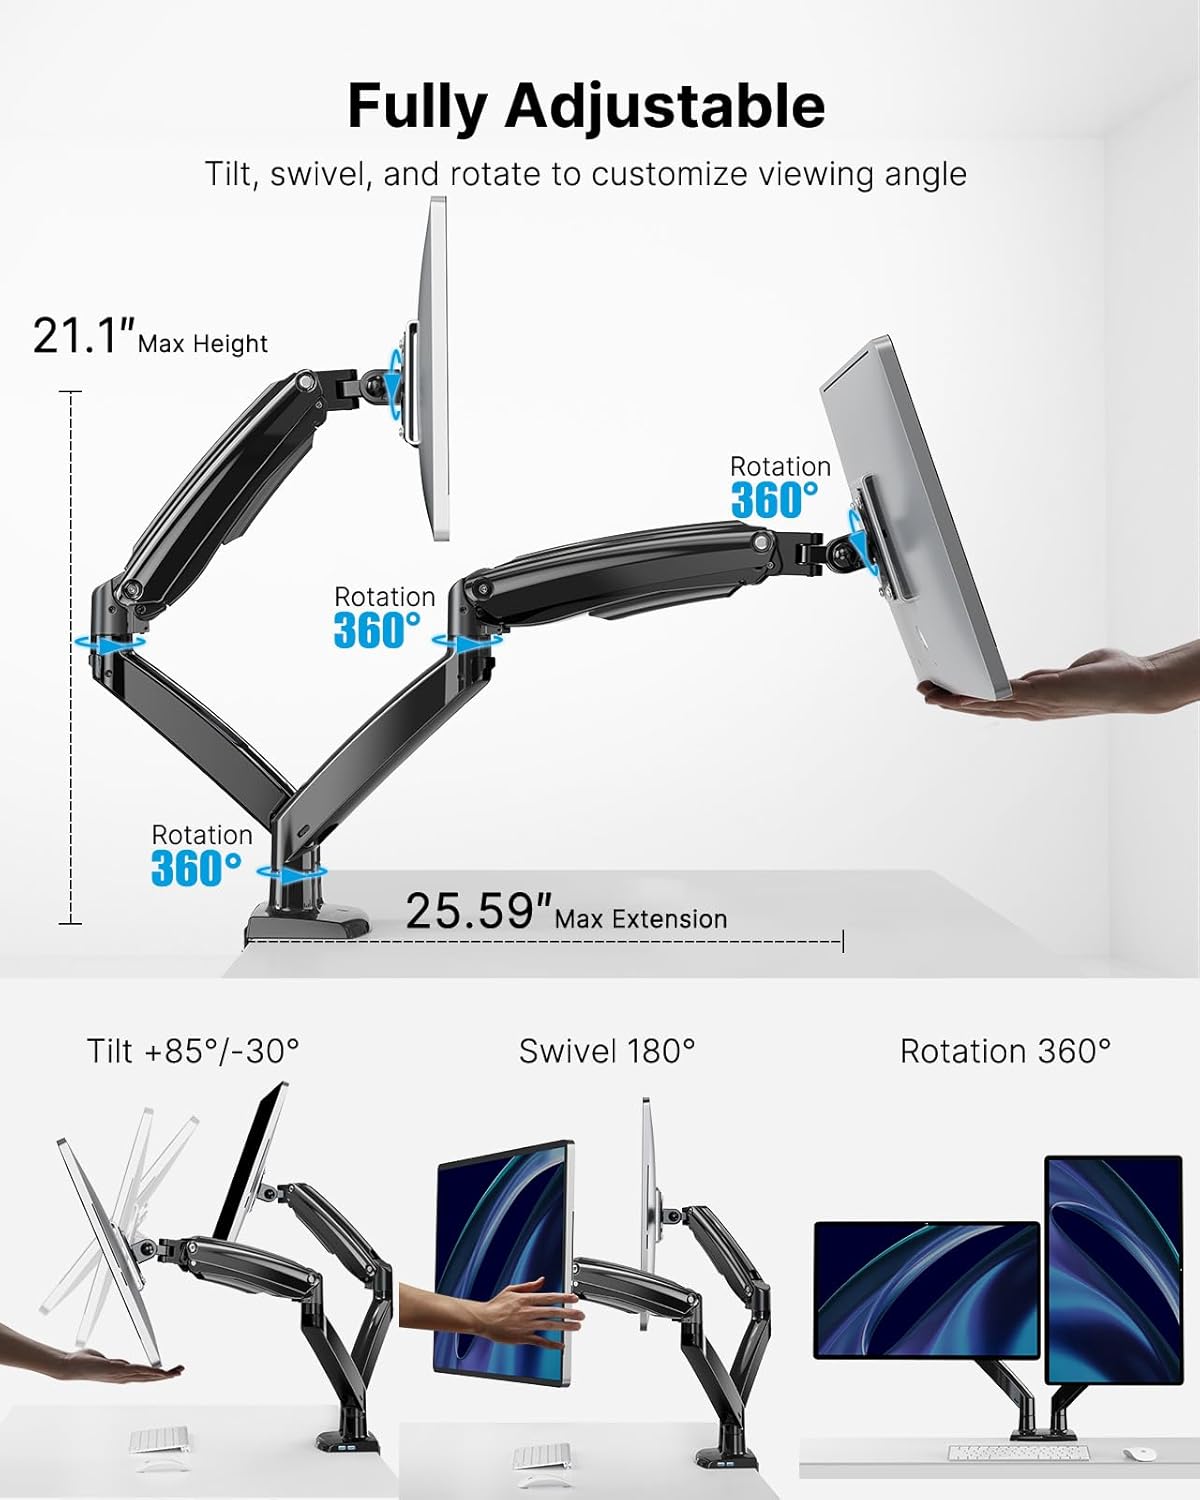 Fully Adjustable
Tilt, swivel, and rotate to customize viewing angle
21.1" Max Height
Rotation
360°
Rotation
360°
Rotation
360°
25.59" Max Extension
Tilt +85°/-30°
Swivel 180°
Rotation 360°